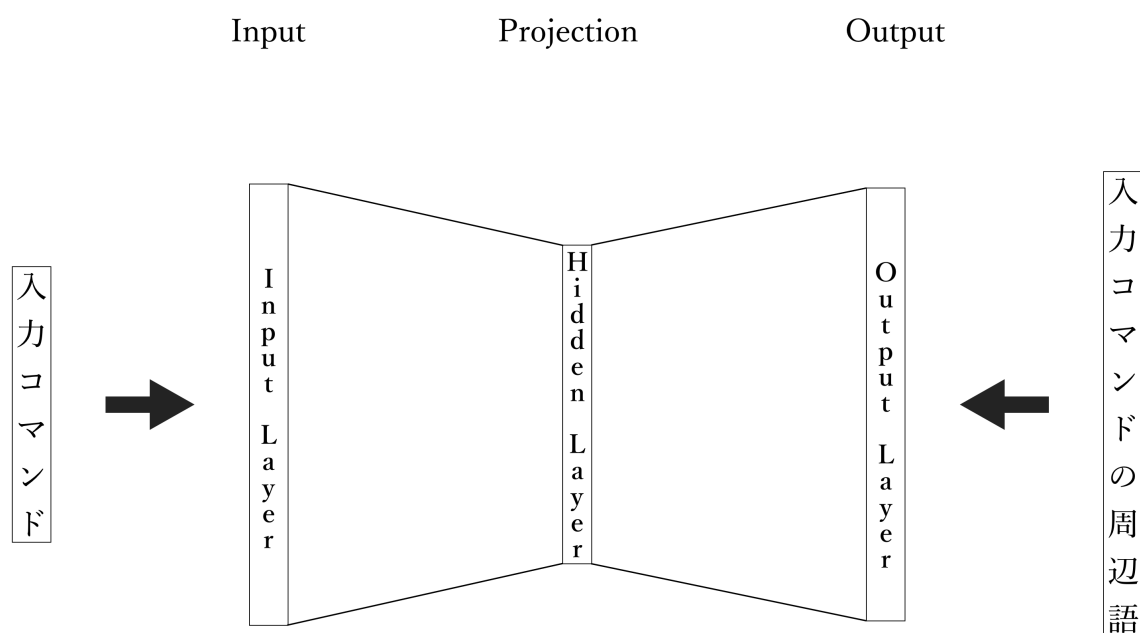 Input
Projection
Output
入力コマンド
Input Layer
Hidden Layer
Output Layer
入力コマンドの周辺語